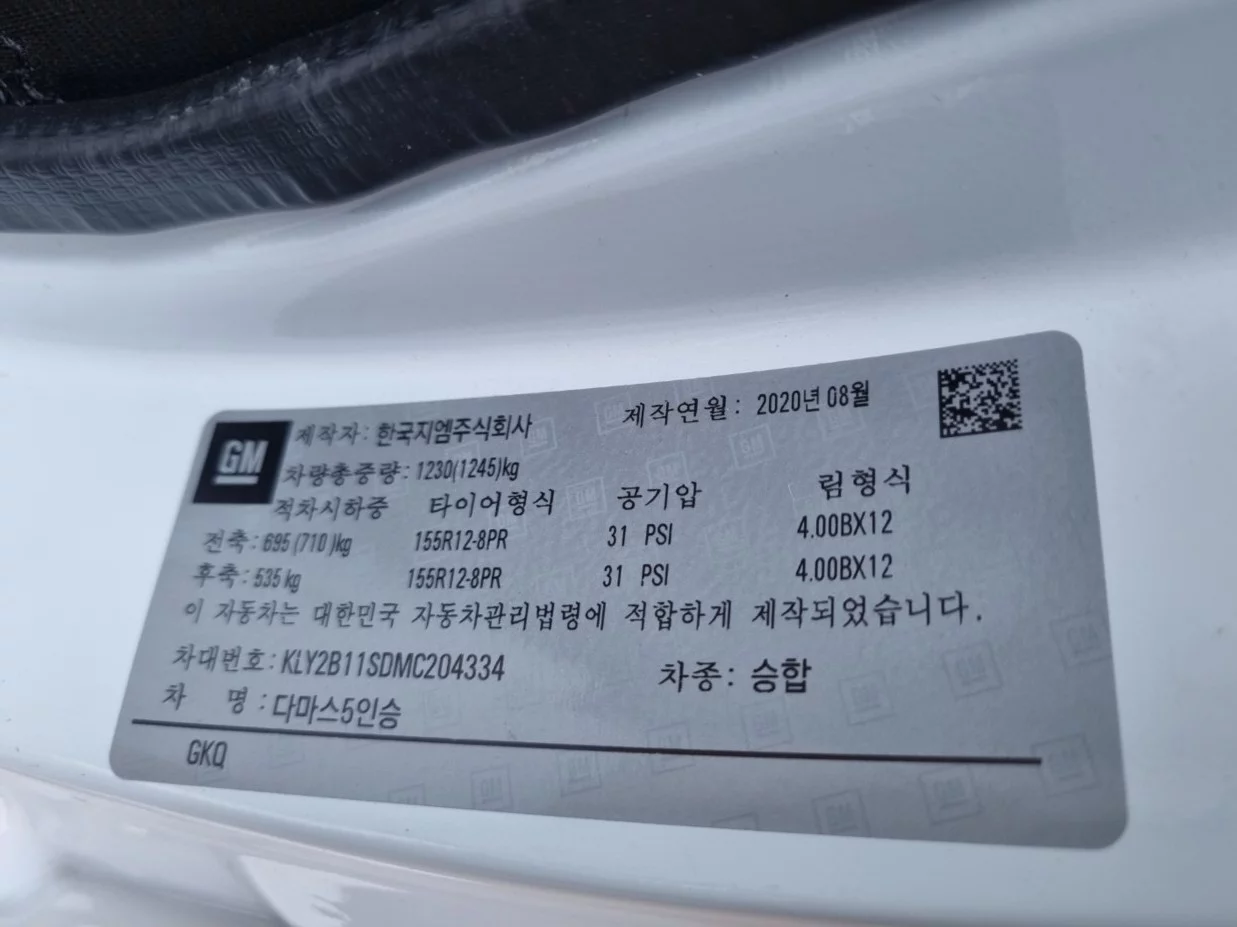 GM
제작자: 한국지엠주식회사 제작연월: 2020년 08월
차량총중량: 1230(1245)kg
적차시하중 타이어형식 공기압 림형식
전축: 695(710)kg 155R12-8PR 31 PSI 4.00BX12
후축: 535 kg 155R12-8PR 31 PSI 4.00BX12
이 자동차는 대한민국 자동차관리법령에 적합하게 제작되었습니다.
차대번호: KLY2B11SDMC204334 차종: 승합
차 명: 다마스5인승
GKQ